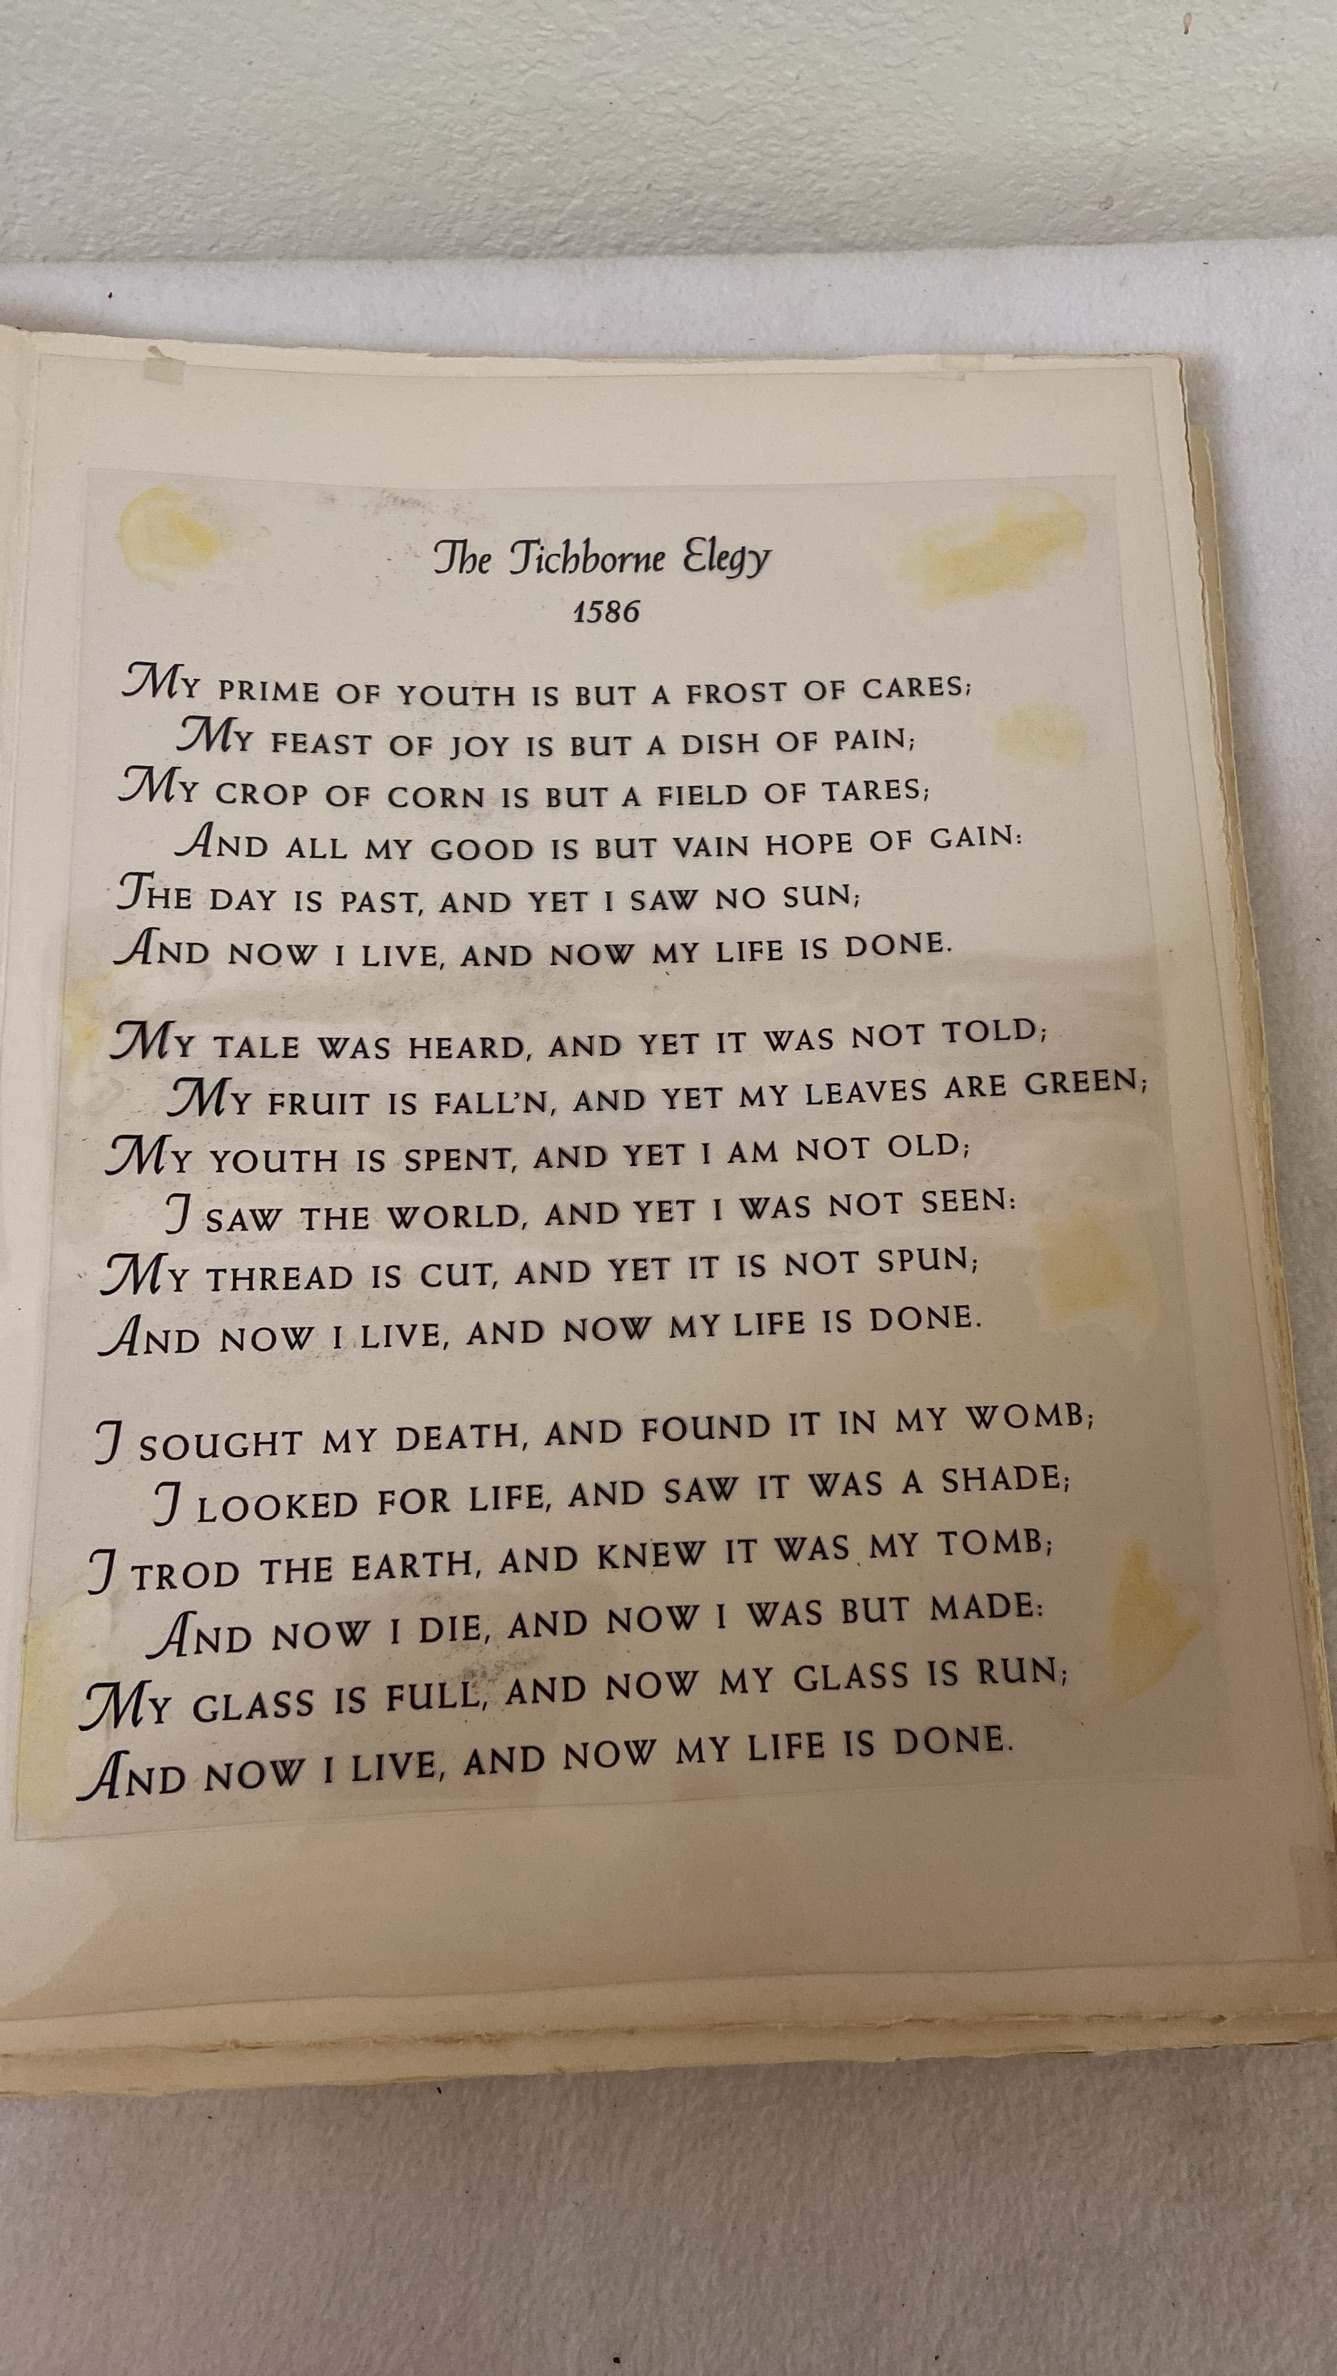 The Tichborne Elegy
1586
My prime of youth is but a frost of cares;
My feast of joy is but a dish of pain;
My crop of corn is but a field of tares;
And all my good is but vain hope of gain:
The day is past, and yet I saw no sun;
And now I live, and now my life is done.
My tale was heard, and yet it was not told;
My fruit is fall'n, and yet my leaves are green;
My youth is spent, and yet I am not old;
I saw the world, and yet I was not seen:
My thread is cut, and yet it is not spun;
And now I live, and now my life is done.
I sought my death, and found it in my womb;
I looked for life, and saw it was a shade;
I trod the earth, and knew it was my tomb;
And now I die, and now I was but made:
My glass is full, and now my glass is run;
And now I live, and now my life is done.